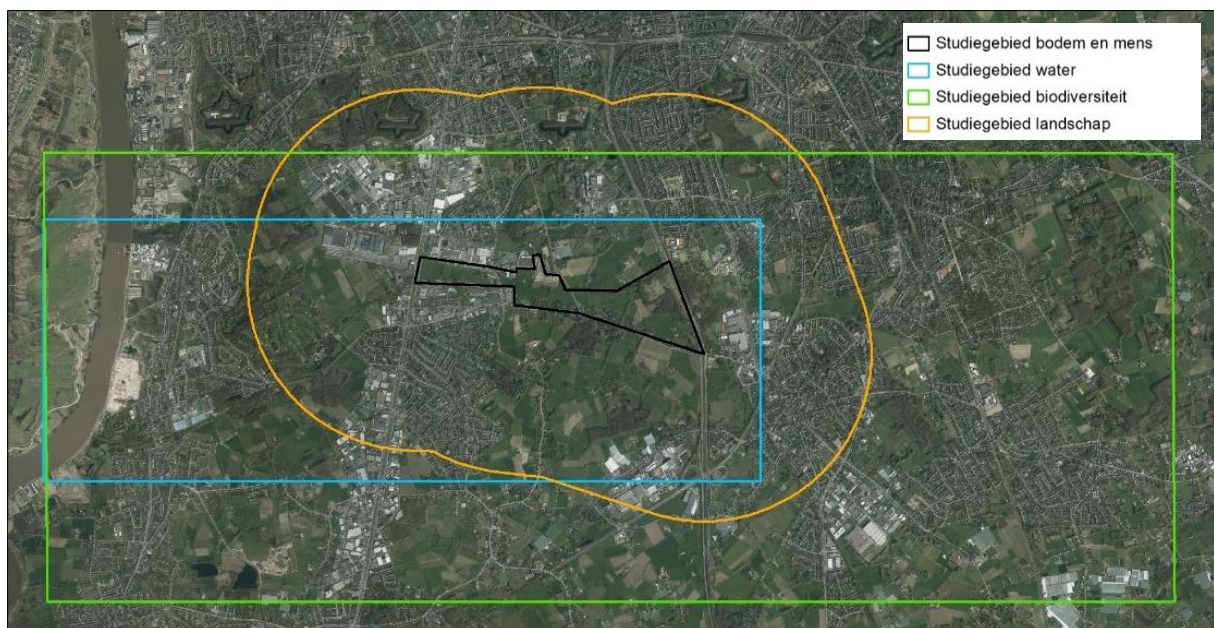 Studiegebied bodem en mens
Studiegebied water
Studiegebied biodiversiteit
Studiegebied landschap